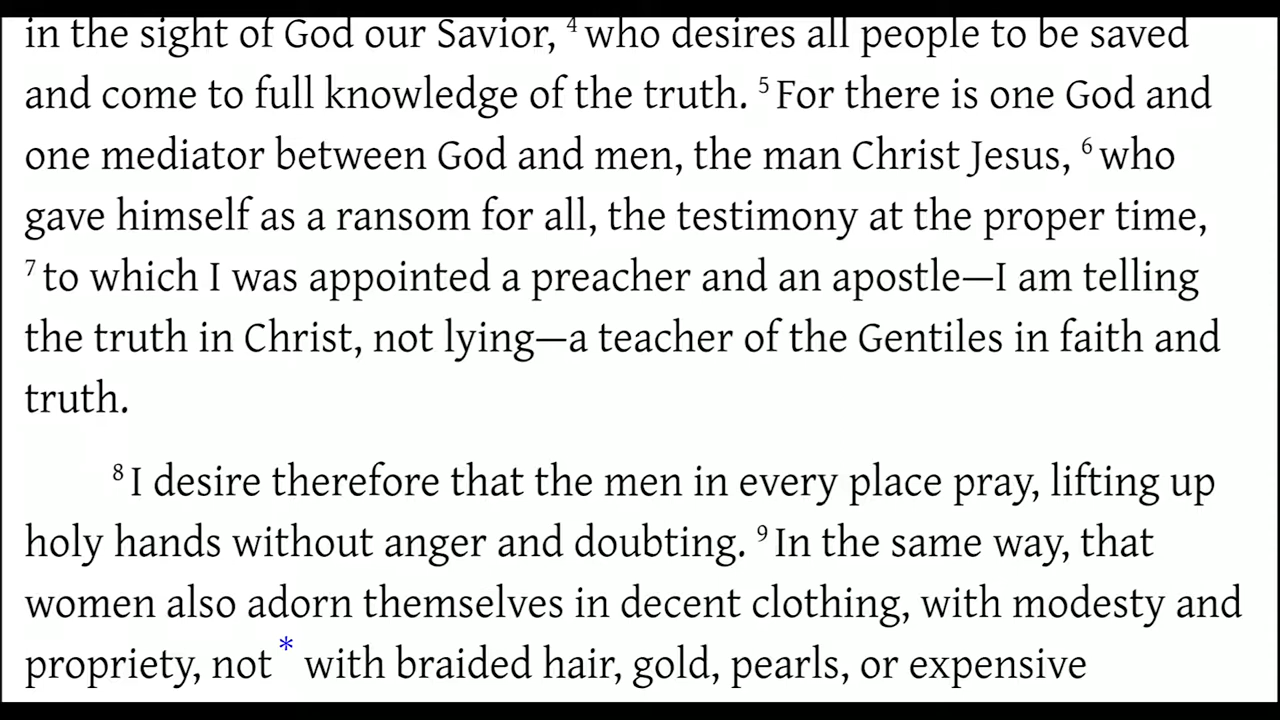 in the sight of God our Savior, 4 who desires all people to be saved
and come to full knowledge of the truth. 5 For there is one God and
one mediator between God and men, the man Christ Jesus, 6 who
gave himself as a ransom for all, the testimony at the proper time,
7 to which I was appointed a preacher and an apostle—I am telling
the truth in Christ, not lying—a teacher of the Gentiles in faith and
truth.
8 I desire therefore that the men in every place pray, lifting up
holy hands without anger and doubting. 9 In the same way, that
women also adorn themselves in decent clothing, with modesty and
propriety, not * with braided hair, gold, pearls, or expensive